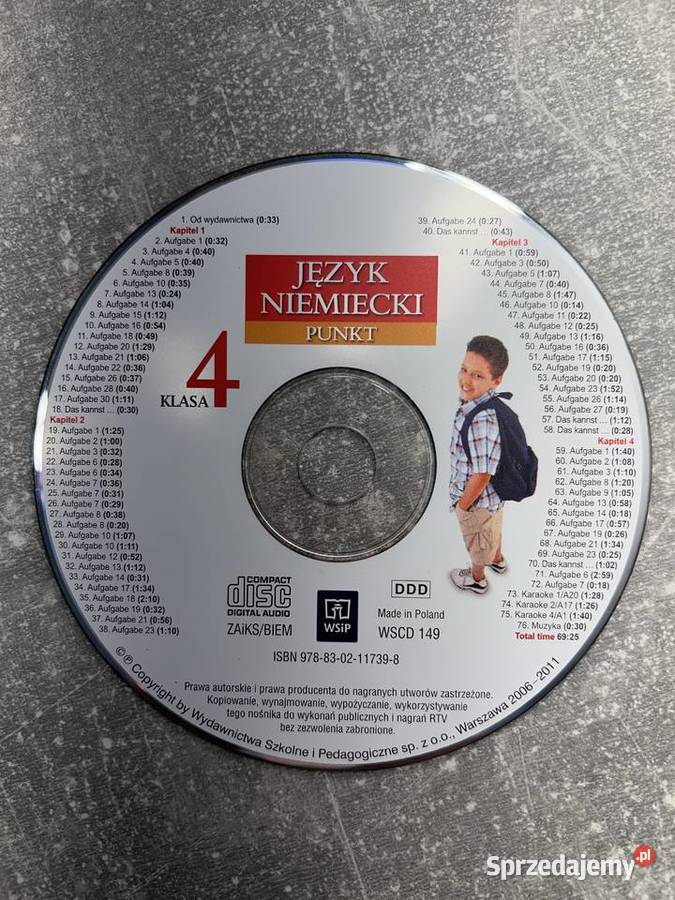 1. Od wydawnictwa (0:33)
Kapitel 1
2. Aufgabe 1 (0:32)
3. Aufgabe 4 (0:40)
4. Aufgabe 5 (0:40)
5. Aufgabe 8 (0:39)
6. Aufgabe 10 (0:35)
7. Aufgabe 13 (0:24)
8. Aufgabe 14 (1:04)
9. Aufgabe 15 (1:12)
10. Aufgabe 16 (0:54)
11. Aufgabe 18 (0:49)
12. Aufgabe 20 (1:29)
13. Aufgabe 21 (1:06)
14. Aufgabe 22 (0:36)
15. Aufgabe 26 (0:37)
16. Aufgabe 28 (0:40)
17. Aufgabe 30 (1:11)
18. Das kannst ... (0:30)
Kapitel 2
19. Aufgabe 1 (1:25)
20. Aufgabe 2 (1:00)
21. Aufgabe 3 (0:32)
22. Aufgabe 6 (0:28)
23. Aufgabe 6 (0:34)
24. Aufgabe 7 (0:36)
25. Aufgabe 7 (0:31)
26. Aufgabe 7 (0:29)
27. Aufgabe 8 (0:38)
28. Aufgabe 8 (0:20)
29. Aufgabe 10 (1:07)
30. Aufgabe 10 (1:11)
31. Aufgabe 12 (0:52)
32. Aufgabe 13 (1:12)
33. Aufgabe 14 (0:31)
34. Aufgabe 17 (1:34)
35. Aufgabe 18 (2:10)
36. Aufgabe 19 (0:32)
37. Aufgabe 21 (0:56)
38. Aufgabe 23 (1:10)
39. Aufgabe 24 (0:27)
40. Das kannst ... (0:43)
Kapitel 3
41. Aufgabe 1 (0:59)
42. Aufgabe 3 (0:50)
43. Aufgabe 5 (1:07)
44. Aufgabe 7 (0:40)
45. Aufgabe 8 (1:47)
46. Aufgabe 10 (0:14)
47. Aufgabe 11 (0:22)
48. Aufgabe 12 (0:25)
49. Aufgabe 13 (1:16)
50. Aufgabe 16 (0:36)
51. Aufgabe 17 (1:15)
52. Aufgabe 19 (0:20)
53. Aufgabe 20 (0:20)
54. Aufgabe 23 (1:52)
55. Aufgabe 26 (1:14)
56. Aufgabe 27 (0:19)
57. Das kannst ... (1:12)
58. Das kannst ... (0:28)
Kapitel 4
59. Aufgabe 1 (1:40)
60. Aufgabe 2 (1:08)
61. Aufgabe 3 (1:10)
62. Aufgabe 8 (1:20)
63. Aufgabe 9 (1:05)
64. Aufgabe 13 (0:58)
65. Aufgabe 14 (0:18)
66. Aufgabe 17 (0:57)
67. Aufgabe 19 (0:26)
68. Aufgabe 21 (1:34)
69. Aufgabe 23 (0:25)
70. Das kannst ... (1:02)
71. Aufgabe 6 (2:59)
72. Aufgabe 7 (0:18)
73. Karaoke 1/A20 (1:28)
74. Karaoke 2/A17 (1:26)
75. Karaoke 4/A1 (1:40)
76. Muzyka (0:30)
Total time 69:25
JĘZYK
NIEMIECKI
PUNKT
KLASA 4
COMPACT
disc
DIGITAL AUDIO
ZAiKS/BIEM
WSiP
DDD
Made in Poland
WSCD 149
ISBN 978-83-02-11739-8
Prawa autorskie i prawa producenta do nagranych utworów zastrzeżone.
Kopiowanie, wynajmowanie, wypożyczanie, wykorzystywanie
tego nośnika do wykonań publicznych i nagrań RTV
bez zezwolenia zabronione.
©℗ Copyright by Wydawnictwa Szkolne i Pedagogiczne sp. z o.o., Warszawa 2006–2011
Sprzedajemy.pl